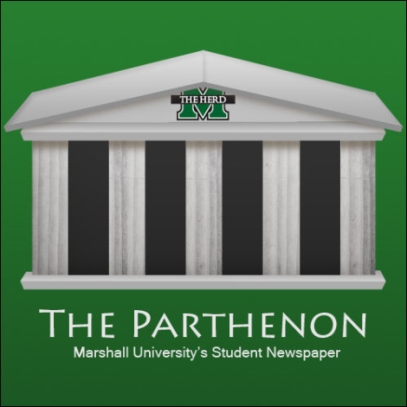 THE HERD
M
THE PARTHENON
Marshall University's Student Newspaper